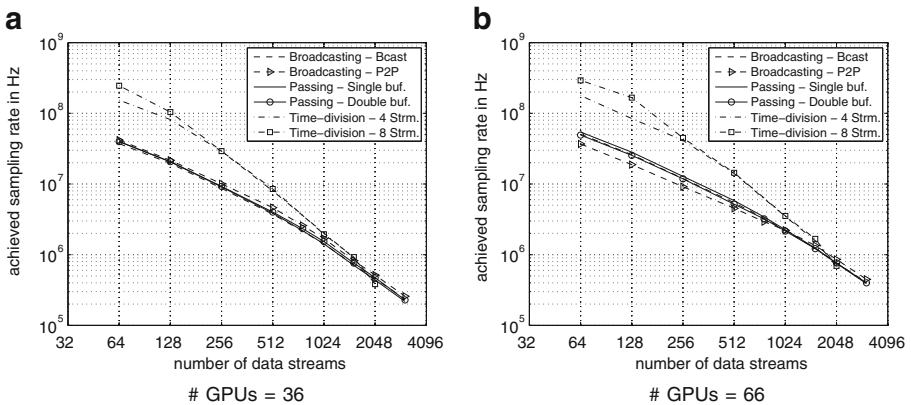 a
10^9
10^8
10^7
10^6
10^5
achieved sampling rate in Hz
Broadcasting – Bcast
Broadcasting – P2P
Passing – Single buf.
Passing – Double buf.
Time–division – 4 Strm.
Time–division – 8 Strm.
32 64 128 256 512 1024 2048 4096
number of data streams
# GPUs = 36
b
10^9
10^8
10^7
10^6
10^5
achieved sampling rate in Hz
Broadcasting – Bcast
Broadcasting – P2P
Passing – Single buf.
Passing – Double buf.
Time–division – 4 Strm.
Time–division – 8 Strm.
32 64 128 256 512 1024 2048 4096
number of data streams
# GPUs = 66